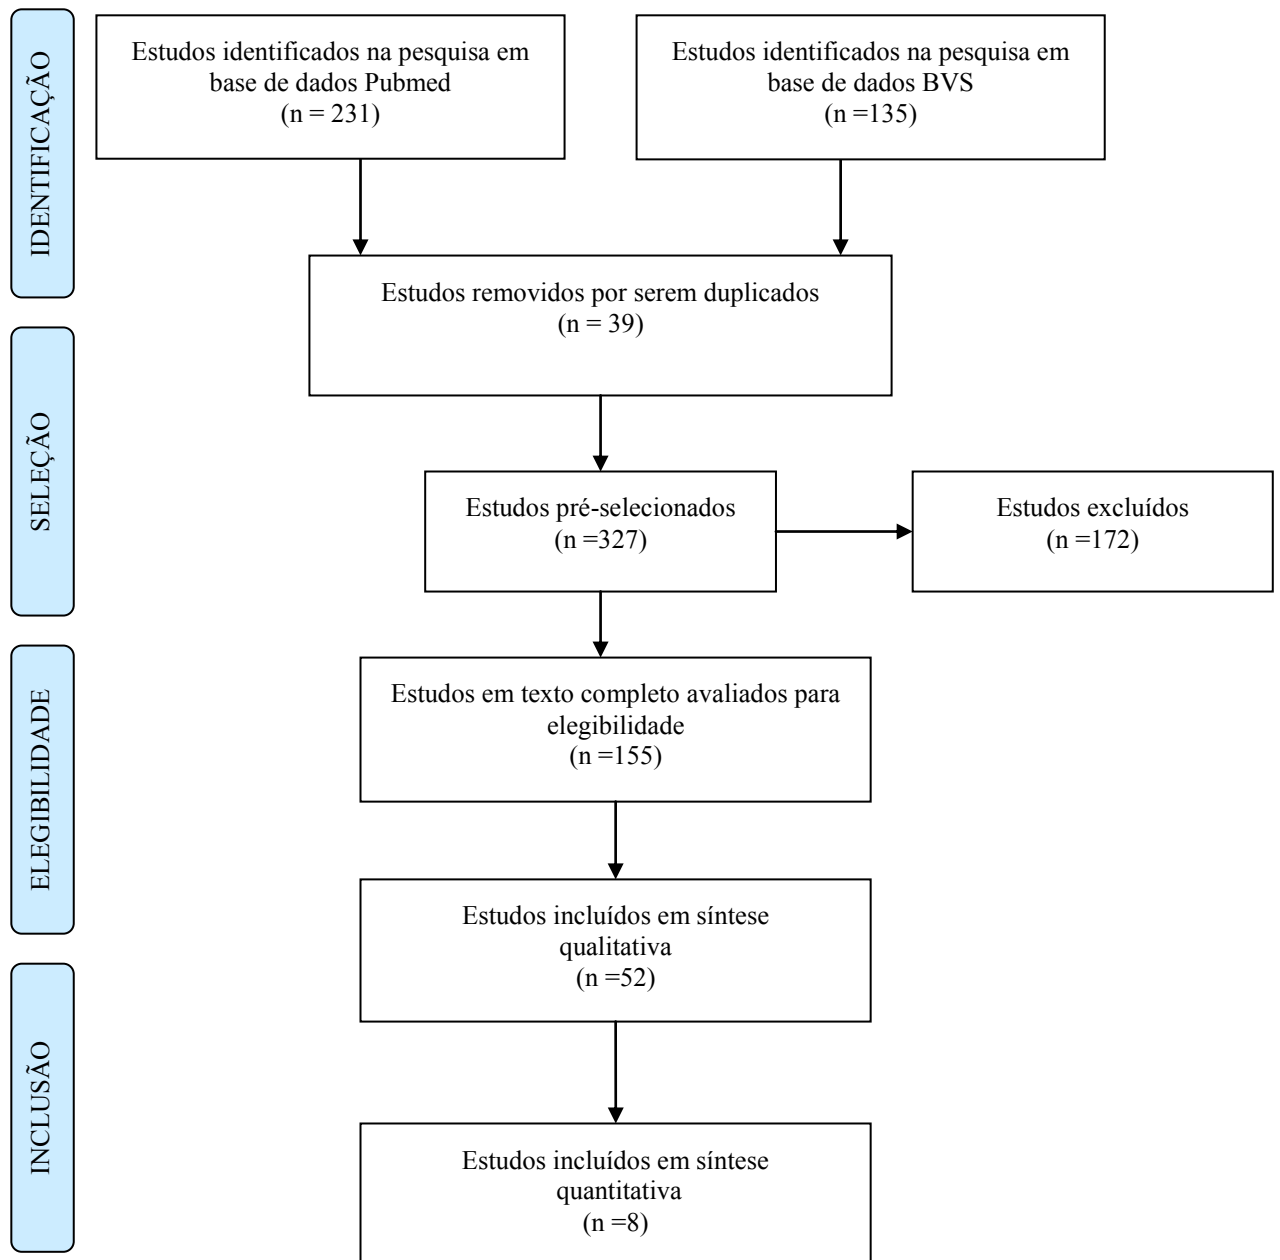 IDENTIFICAÇÃO
Estudos identificados na pesquisa em
base de dados Pubmed
(n = 231)
Estudos identificados na pesquisa em
base de dados BVS
(n =135)
Estudos removidos por serem duplicados
(n = 39)
SELEÇÃO
Estudos pré-selecionados
(n =327)
Estudos excluídos
(n =172)
ELEGIBILIDADE
Estudos em texto completo avaliados para
elegibilidade
(n =155)
Estudos incluídos em síntese
qualitativa
(n =52)
INCLUSÃO
Estudos incluídos em síntese
quantitativa
(n =8)